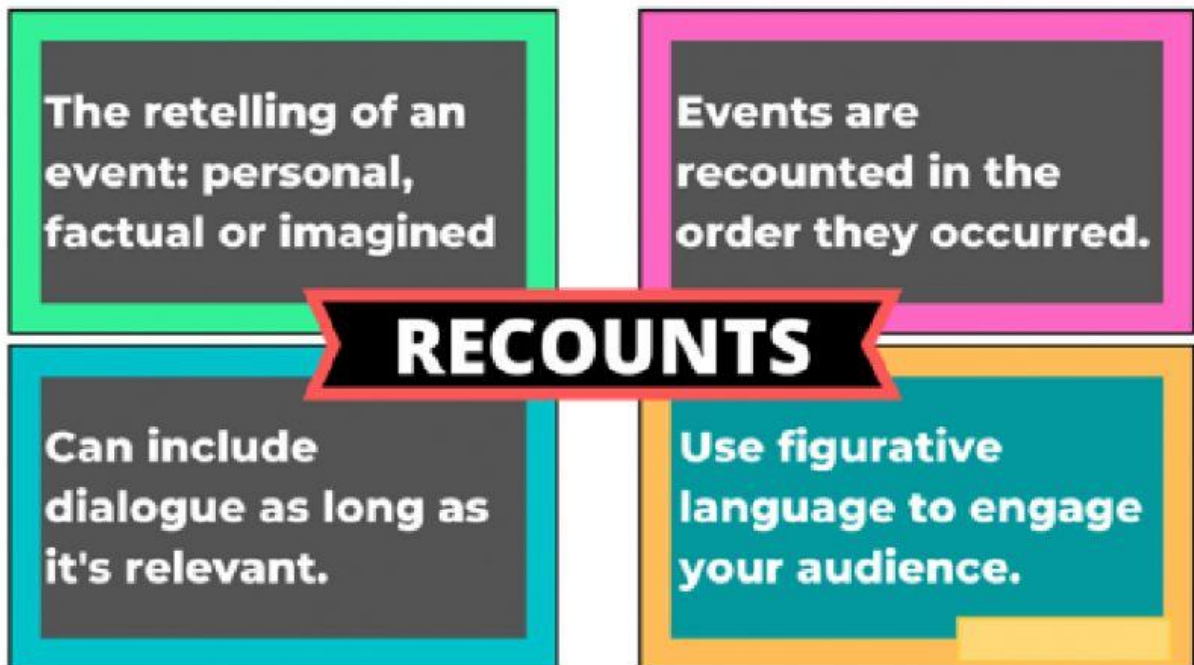 The retelling of an
event: personal,
factual or imagined
Events are
recounted in the
order they occurred.
RECOUNTS
Can include
dialogue as long as
it's relevant.
Use figurative
language to engage
your audience.